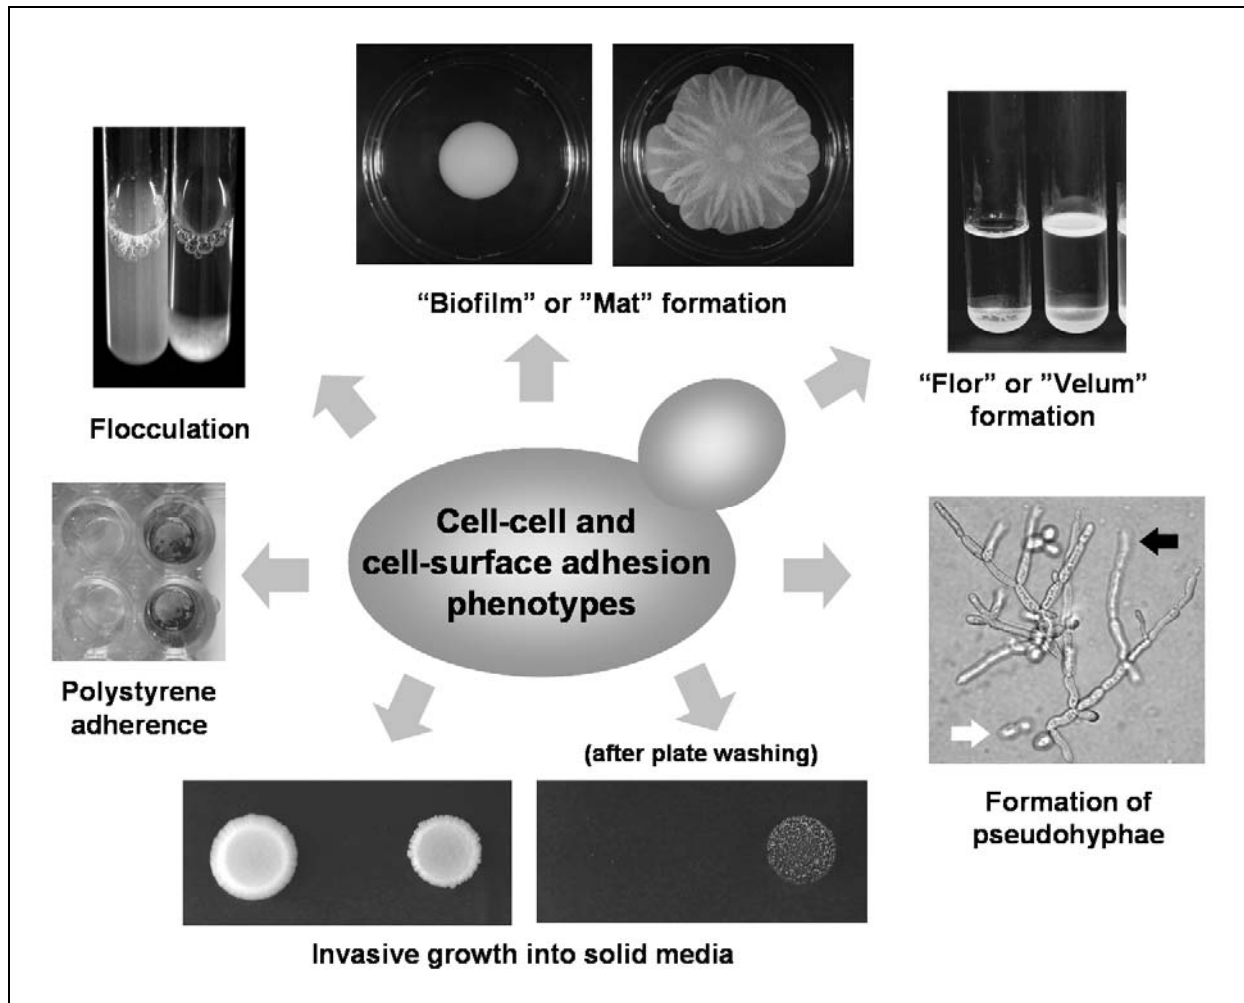 “Biofilm” or ”Mat” formation
“Flor” or ”Velum”
formation
Flocculation
Cell-cell and
cell-surface adhesion
phenotypes
Polystyrene
adherence
(after plate washing)
Formation of
pseudohyphae
Invasive growth into solid media